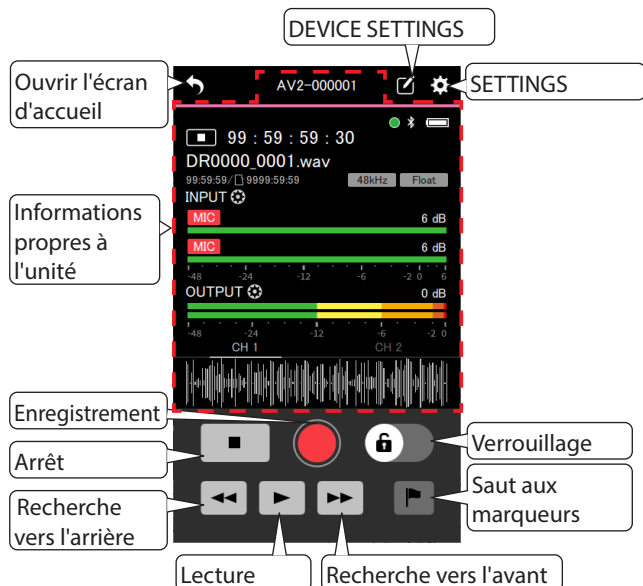 DEVICE SETTINGS
Ouvrir l'écran
d'accueil
AV2-000001
SETTINGS
99 : 59 : 59 : 30
DR0000_0001.wav
99:59:59/ 9999:59:59
48kHz
Float
INPUT
MIC
6 dB
MIC
6 dB
-48 -24 -12 -6 -2 0 6
OUTPUT
0 dB
-48 -24 -12 -6 -2 0
CH 1
CH 2
Informations
propres à
l'unité
Enregistrement
Arrêt
Verrouillage
Recherche
vers l'arrière
Saut aux
marqueurs
Lecture
Recherche vers l'avant